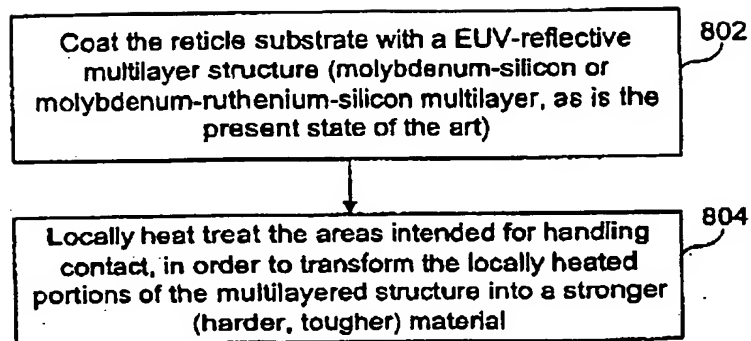 Coat the reticle substrate with a EUV-reflective
802
multilayer structure (molybdenum-silicon or
molybdenum-ruthenium-silicon multilayer, as is the
present state of the art)
804
Locally heat treat the areas intended for handling
contact, in order to transform the locally heated
portions of the multilayered structure into a stronger
(harder, tougher) material